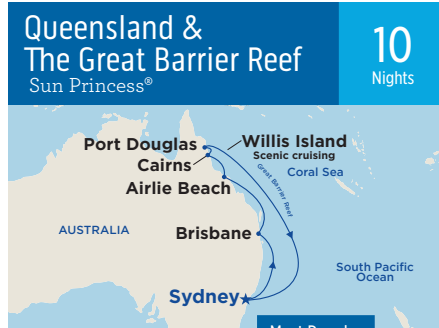 Queensland &
The Great Barrier Reef
Sun Princess®
10
Nights
Port Douglas
Willis Island
Scenic cruising
Cairns
Coral Sea
Great Barrier Reef
Airlie Beach
AUSTRALIA
Brisbane
South Pacific
Ocean
Sydney